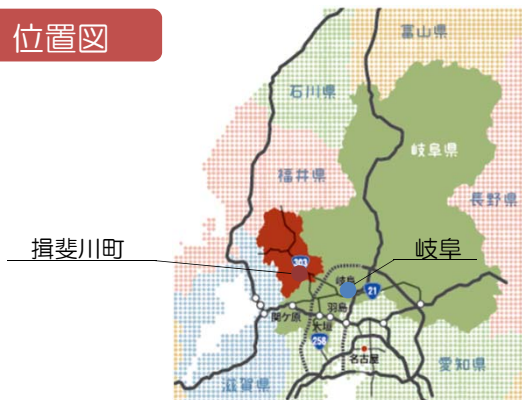 位置図
富山県
石川県
岐阜県
福井県
長野県
揖斐川町
岐阜
303
岐阜
21
関ケ原
羽島
大垣
258
名古屋
愛知県
滋賀県